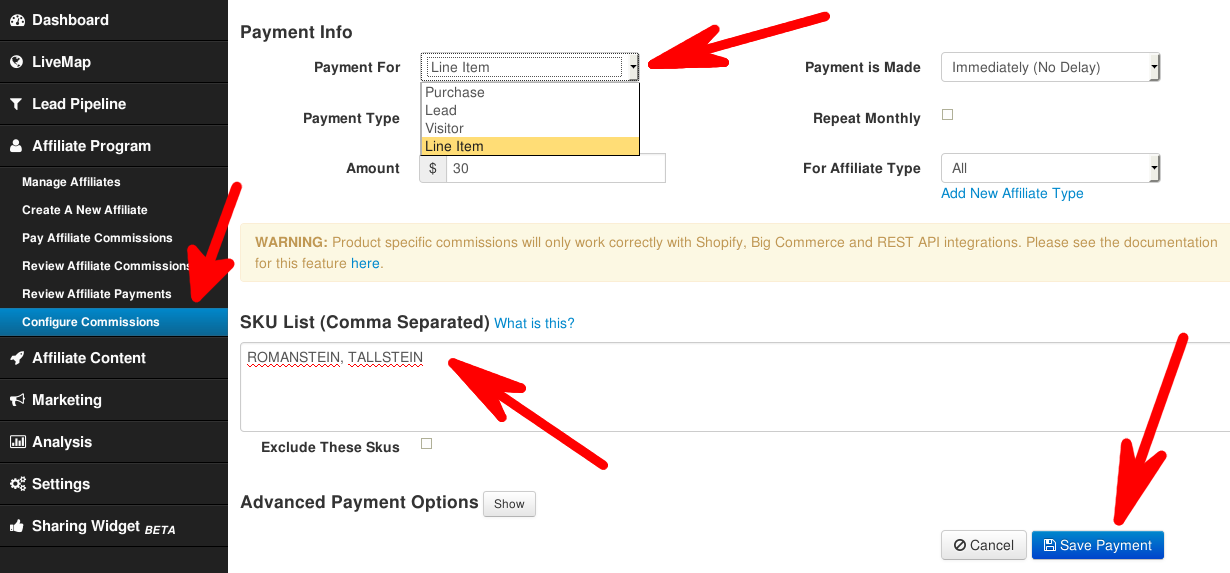 Dashboard
LiveMap
Lead Pipeline
Affiliate Program
Manage Affiliates
Create A New Affiliate
Pay Affiliate Commissions
Review Affiliate Commissions
Review Affiliate Payments
Configure Commissions
Affiliate Content
Marketing
Analysis
Settings
Sharing Widget BETA
Payment Info
Payment For Line Item
Purchase
Lead
Visitor
Line Item
Payment Type
Amount $ 30
Payment is Made Immediately (No Delay)
Repeat Monthly
For Affiliate Type All
Add New Affiliate Type
WARNING: Product specific commissions will only work correctly with Shopify, Big Commerce and REST API integrations. Please see the documentation
for this feature here.
SKU List (Comma Separated) What is this?
ROMANSTEIN, TALLSTEIN
Exclude These Skus
Advanced Payment Options Show
Cancel Save Payment